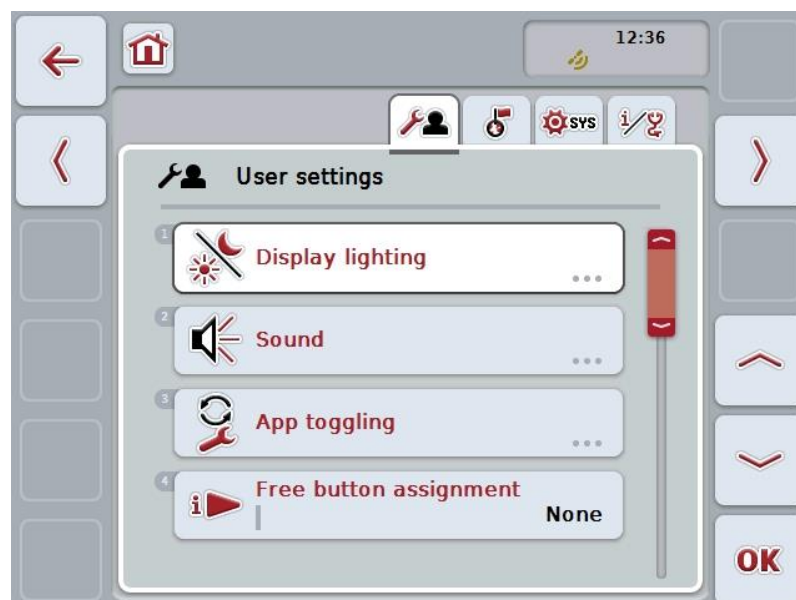 12:36
SYS
i
User settings
1
Display lighting
...
2
Sound
...
3
App toggling
...
4
Free button assignment
i
None
OK